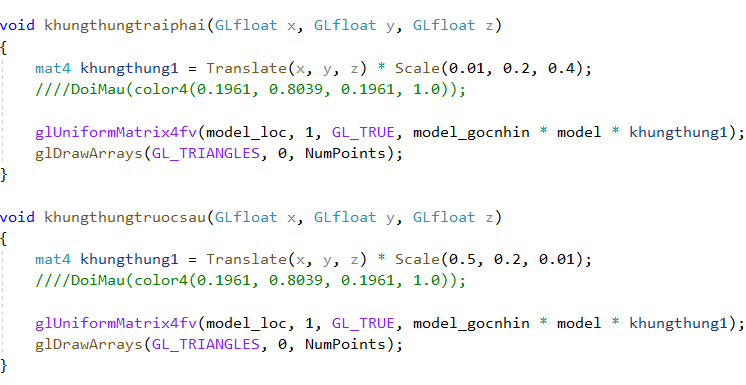 void khungthungtraiphai(GLfloat x, GLfloat y, GLfloat z)
{
    mat4 khungthung1 = Translate(x, y, z) * Scale(0.01, 0.2, 0.4);
    ////DoiMau(color4(0.1961, 0.8039, 0.1961, 1.0));

    glUniformMatrix4fv(model_loc, 1, GL_TRUE, model_gocnhin * model * khungthung1);
    glDrawArrays(GL_TRIANGLES, 0, NumPoints);
}

void khungthungtruocsau(GLfloat x, GLfloat y, GLfloat z)
{
    mat4 khungthung1 = Translate(x, y, z) * Scale(0.5, 0.2, 0.01);
    ////DoiMau(color4(0.1961, 0.8039, 0.1961, 1.0));

    glUniformMatrix4fv(model_loc, 1, GL_TRUE, model_gocnhin * model * khungthung1);
    glDrawArrays(GL_TRIANGLES, 0, NumPoints);
}